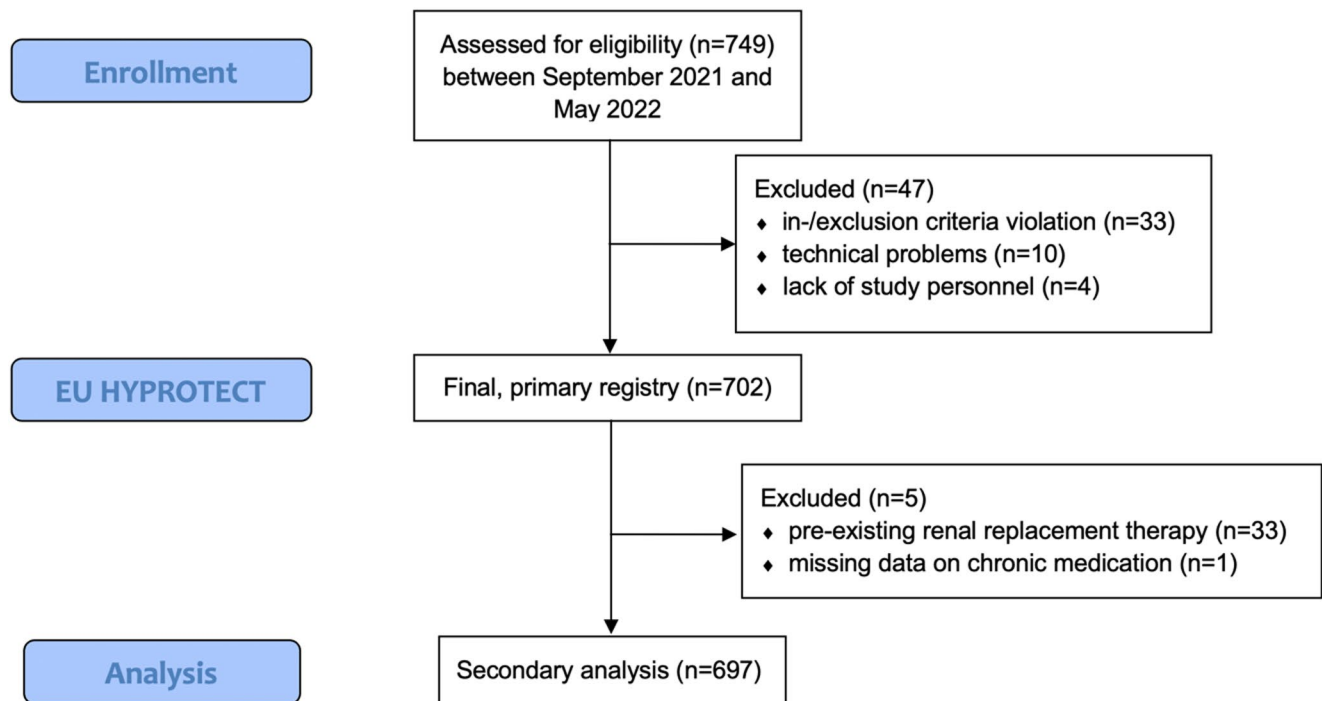 Enrollment
Assessed for eligibility (n=749)
between September 2021 and
May 2022
Excluded (n=47)
♦ in-/exclusion criteria violation (n=33)
♦ technical problems (n=10)
♦ lack of study personnel (n=4)
EU HYPROTECT
Final, primary registry (n=702)
Excluded (n=5)
♦ pre-existing renal replacement therapy (n=33)
♦ missing data on chronic medication (n=1)
Analysis
Secondary analysis (n=697)